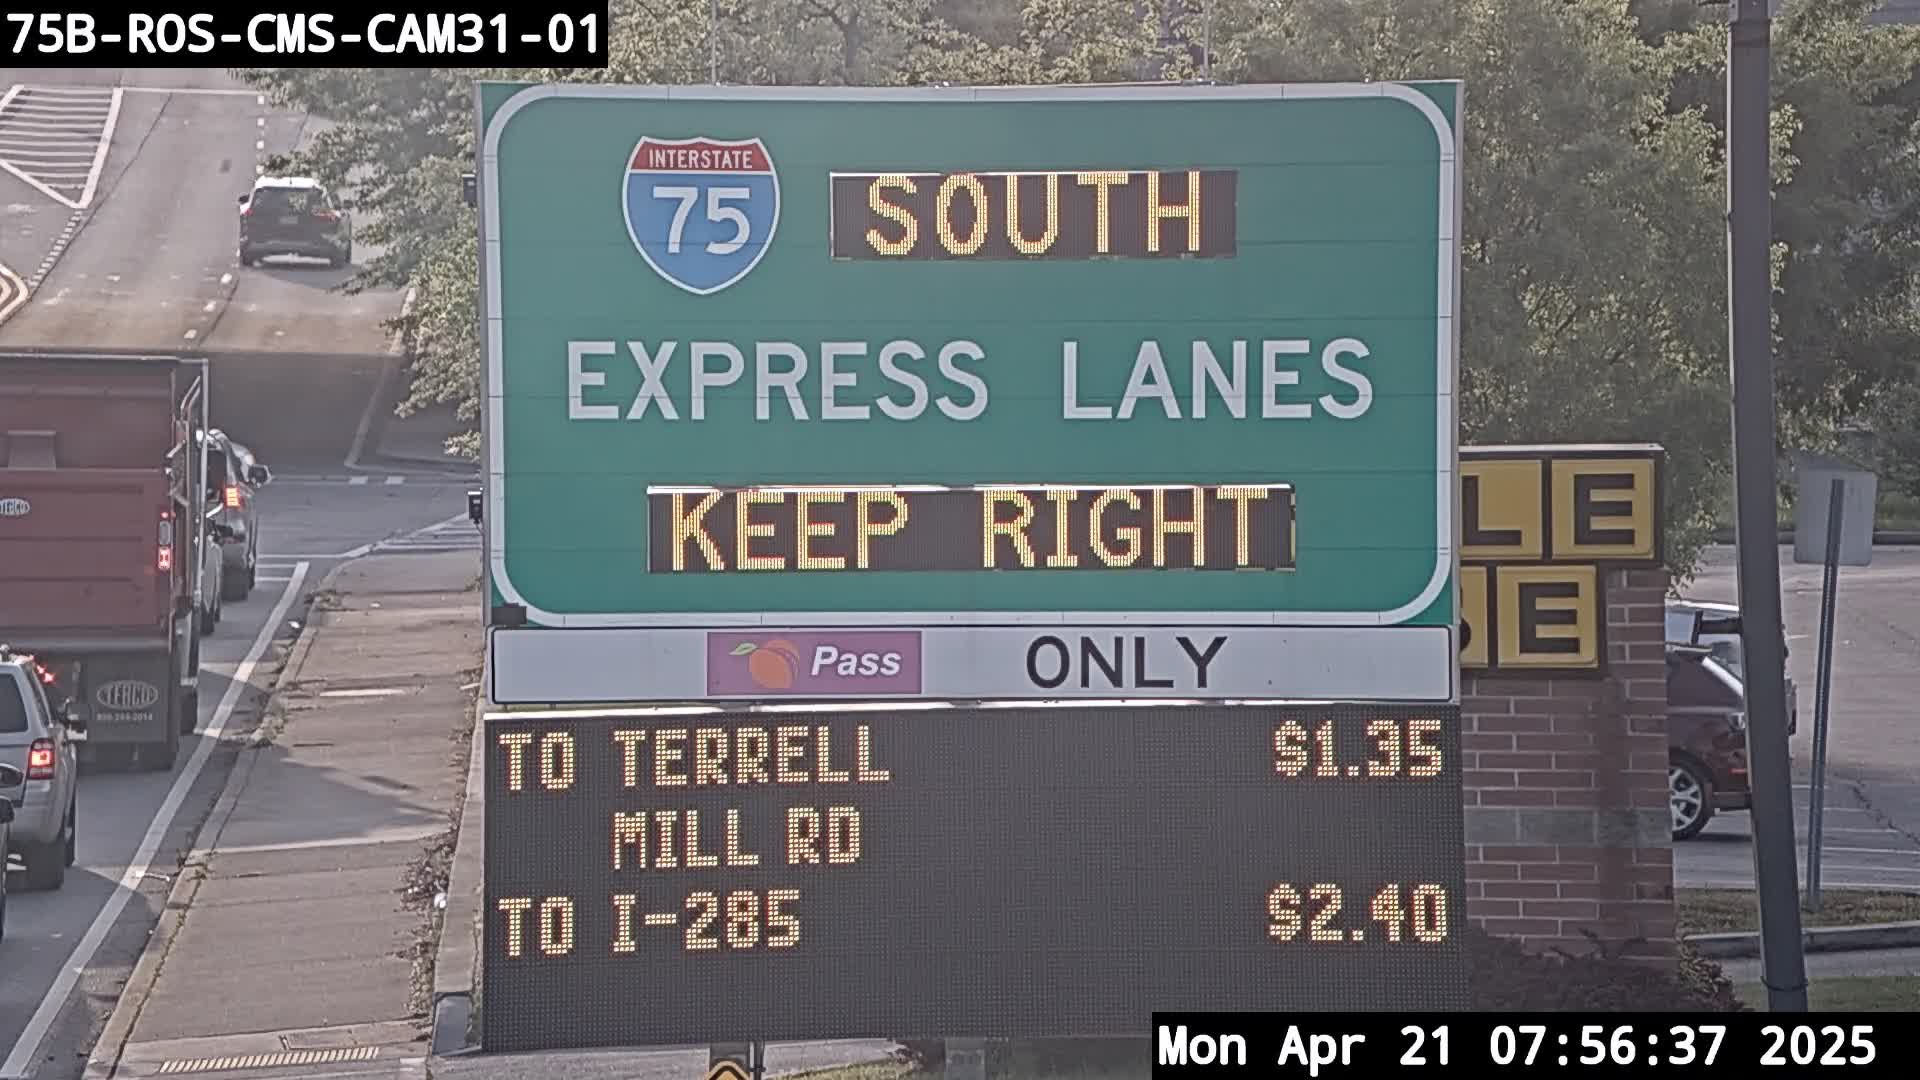 75B-ROS-CMS-CAM31-01
INTERSTATE
75
SOUTH
EXPRESS LANES
KEEP RIGHT
Pass ONLY
TO TERRELL $1.35
MILL RD
TO I-285 $2.40
LE
E
Mon Apr 21 07:56:37 2025